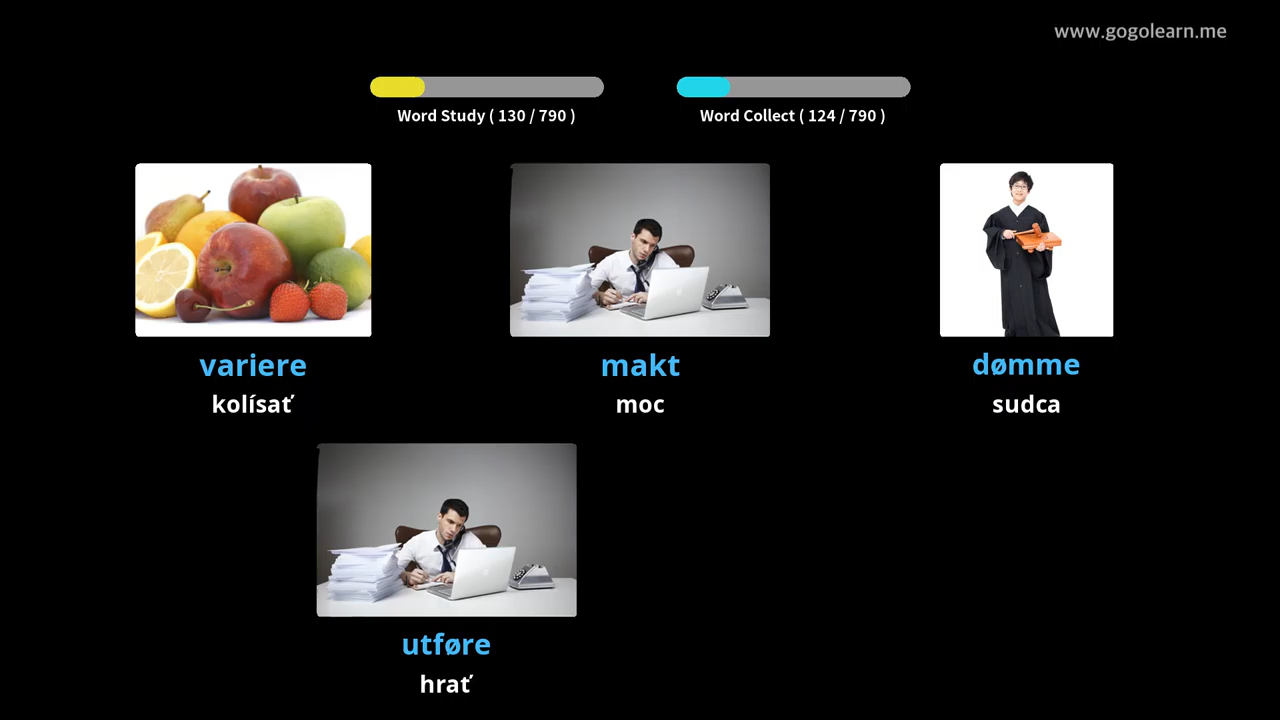 www.gogolearn.me
Word Study ( 130 / 790 )
Word Collect ( 124 / 790 )
variere
makt
dømme
kolísať
moc
sudca
utføre
hrať